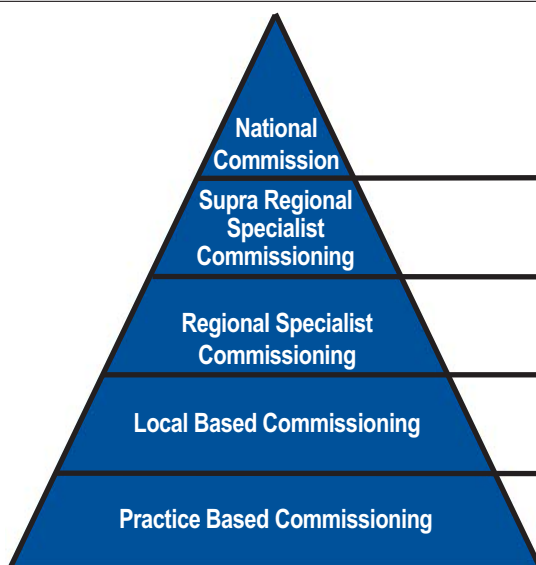 National
Commission
Supra Regional
Specialist
Commissioning
Regional Specialist
Commissioning
Local Based Commissioning
Practice Based Commissioning